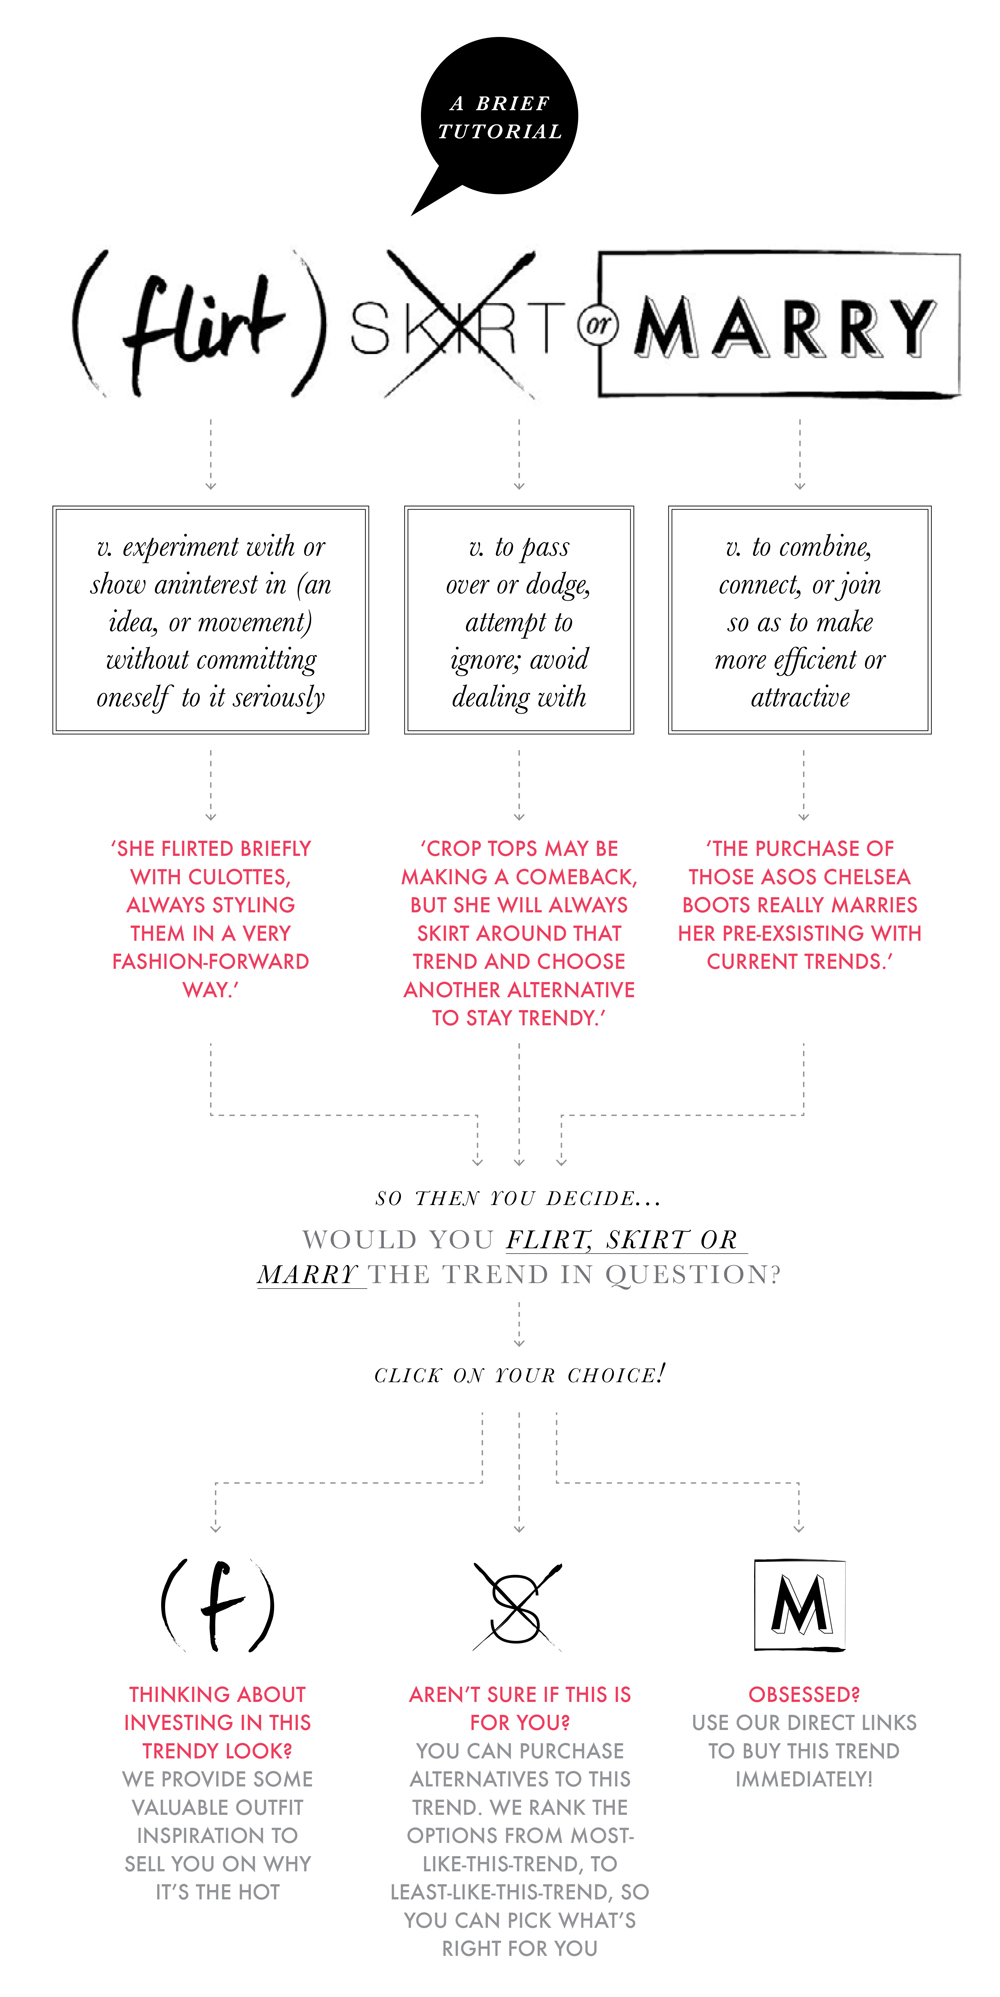 A BRIEF
TUTORIAL
(flirt) SKIRT or MARRY
v. experiment with or
show aninterest in (an
idea, or movement)
without committing
oneself to it seriously
v. to pass
over or dodge,
attempt to
ignore; avoid
dealing with
v. to combine,
connect, or join
so as to make
more efficient or
attractive
‘SHE FLIRTED BRIEFLY
WITH CULOTTES,
ALWAYS STYLING
THEM IN A VERY
FASHION-FORWARD
WAY.’
‘CROP TOPS MAY BE
MAKING A COMEBACK,
BUT SHE WILL ALWAYS
SKIRT AROUND THAT
TREND AND CHOOSE
ANOTHER ALTERNATIVE
TO STAY TRENDY.’
‘THE PURCHASE OF
THOSE ASOS CHELSEA
BOOTS REALLY MARRIES
HER PRE-EXSISTING WITH
CURRENT TRENDS.’
SO THEN YOU DECIDE...
WOULD YOU FLIRT, SKIRT OR
MARRY THE TREND IN QUESTION?
CLICK ON YOUR CHOICE!
(f)
S
M
THINKING ABOUT
INVESTING IN THIS
TRENDY LOOK?
WE PROVIDE SOME
VALUABLE OUTFIT
INSPIRATION TO
SELL YOU ON WHY
IT’S THE HOT
AREN’T SURE IF THIS IS
FOR YOU?
YOU CAN PURCHASE
ALTERNATIVES TO THIS
TREND. WE RANK THE
OPTIONS FROM MOST-
LIKE-THIS-TREND, TO
LEAST-LIKE-THIS-TREND, SO
YOU CAN PICK WHAT’S
RIGHT FOR YOU
OBSESSED?
USE OUR DIRECT LINKS
TO BUY THIS TREND
IMMEDIATELY!